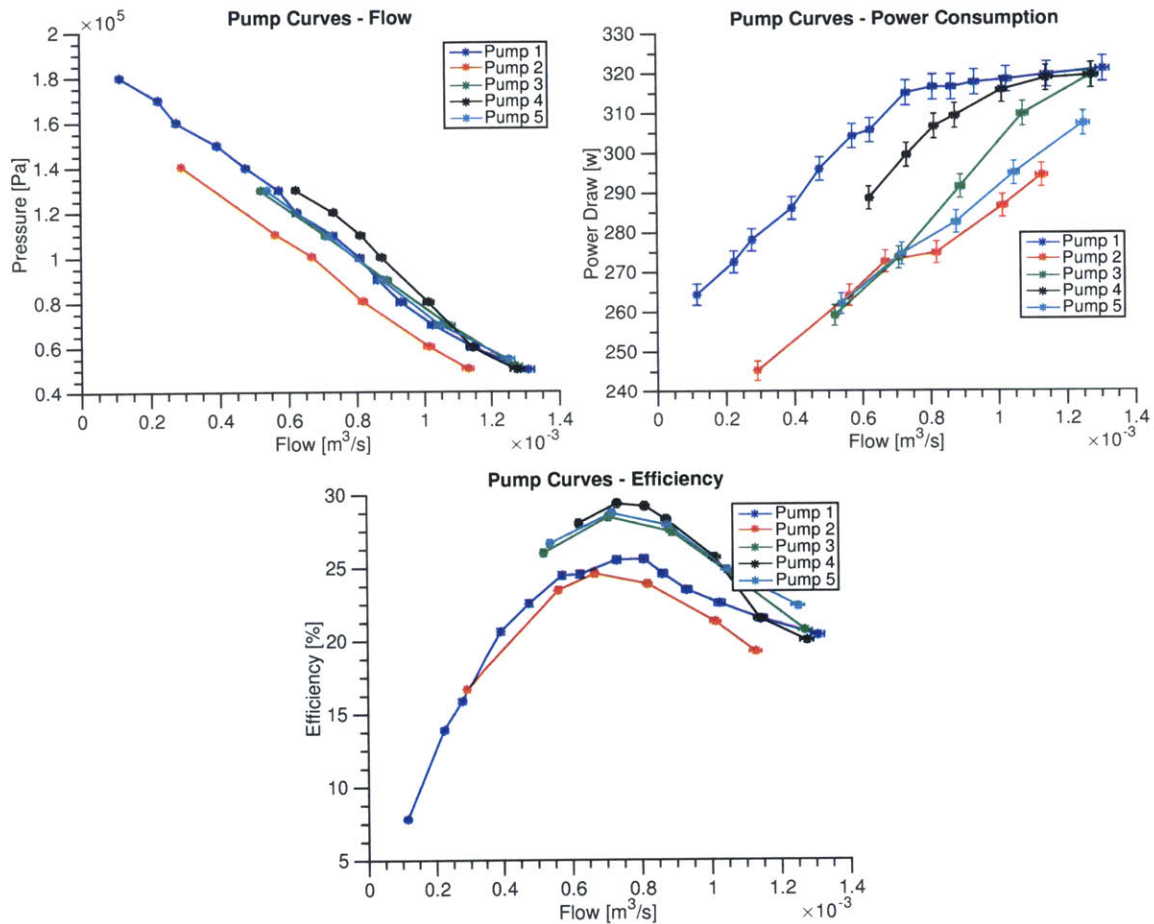 Pump Curves - Flow
×10⁵
2
1.8
1.6
1.4
1.2
1
0.8
0.6
0.4
Pressure [Pa]
0
0.2
0.4
0.6
0.8
1
1.2
1.4
Flow [m³/s]
×10⁻³
Pump 1
Pump 2
Pump 3
Pump 4
Pump 5
Pump Curves - Power Consumption
330
320
310
300
290
280
270
260
250
240
Power Draw [w]
0
0.2
0.4
0.6
0.8
1
1.2
1.4
Flow [m³/s]
×10⁻³
Pump 1
Pump 2
Pump 3
Pump 4
Pump 5
Pump Curves - Efficiency
30
25
20
15
10
5
Efficiency [%]
0
0.2
0.4
0.6
0.8
1
1.2
1.4
Flow [m³/s]
×10⁻³
Pump 1
Pump 2
Pump 3
Pump 4
Pump 5